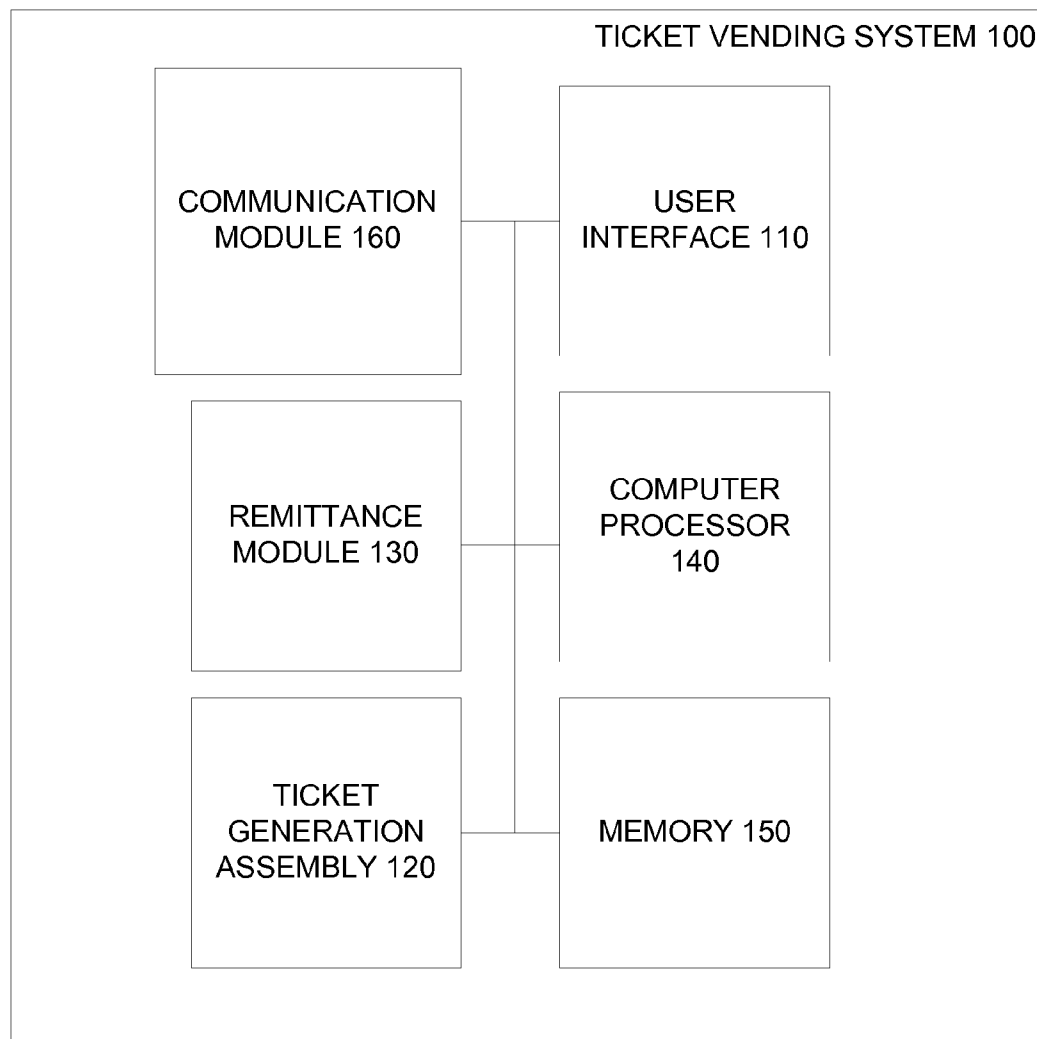 TICKET VENDING SYSTEM 100
COMMUNICATION
MODULE 160
USER
INTERFACE 110
REMITTANCE
MODULE 130
COMPUTER
PROCESSOR
140
TICKET
GENERATION
ASSEMBLY 120
MEMORY 150